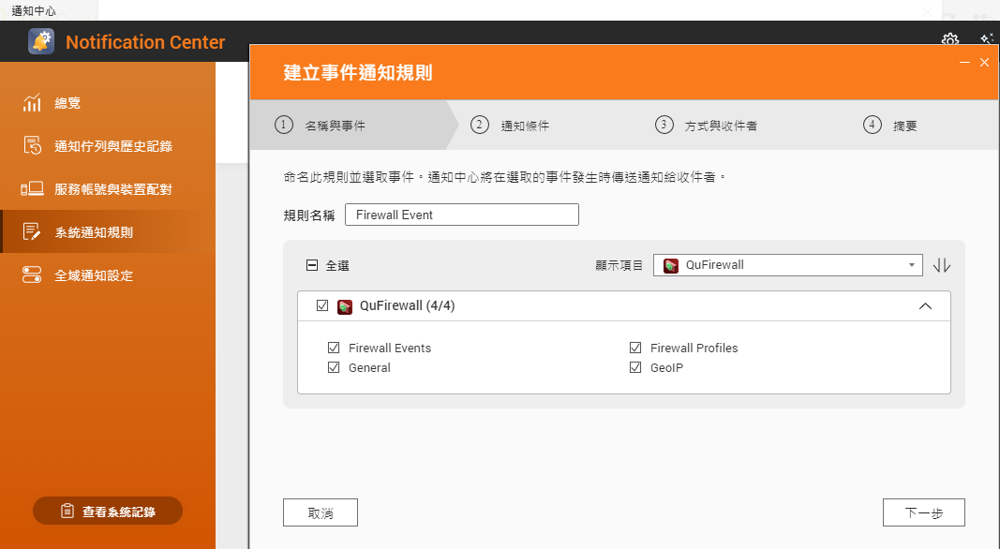 通知中心
Notification Center
總覽
通知佇列與歷史記錄
服務帳號與裝置配對
系統通知規則
全域通知設定
查看系統記錄
建立事件通知規則
1 名稱與事件
2 通知條件
3 方式與收件者
4 摘要
命名此規則並選取事件。通知中心將在選取的事件發生時傳送通知給收件者。
規則名稱 Firewall Event
全選
顯示項目 QuFirewall
QuFirewall (4/4)
Firewall Events
Firewall Profiles
General
GeoIP
取消
下一步